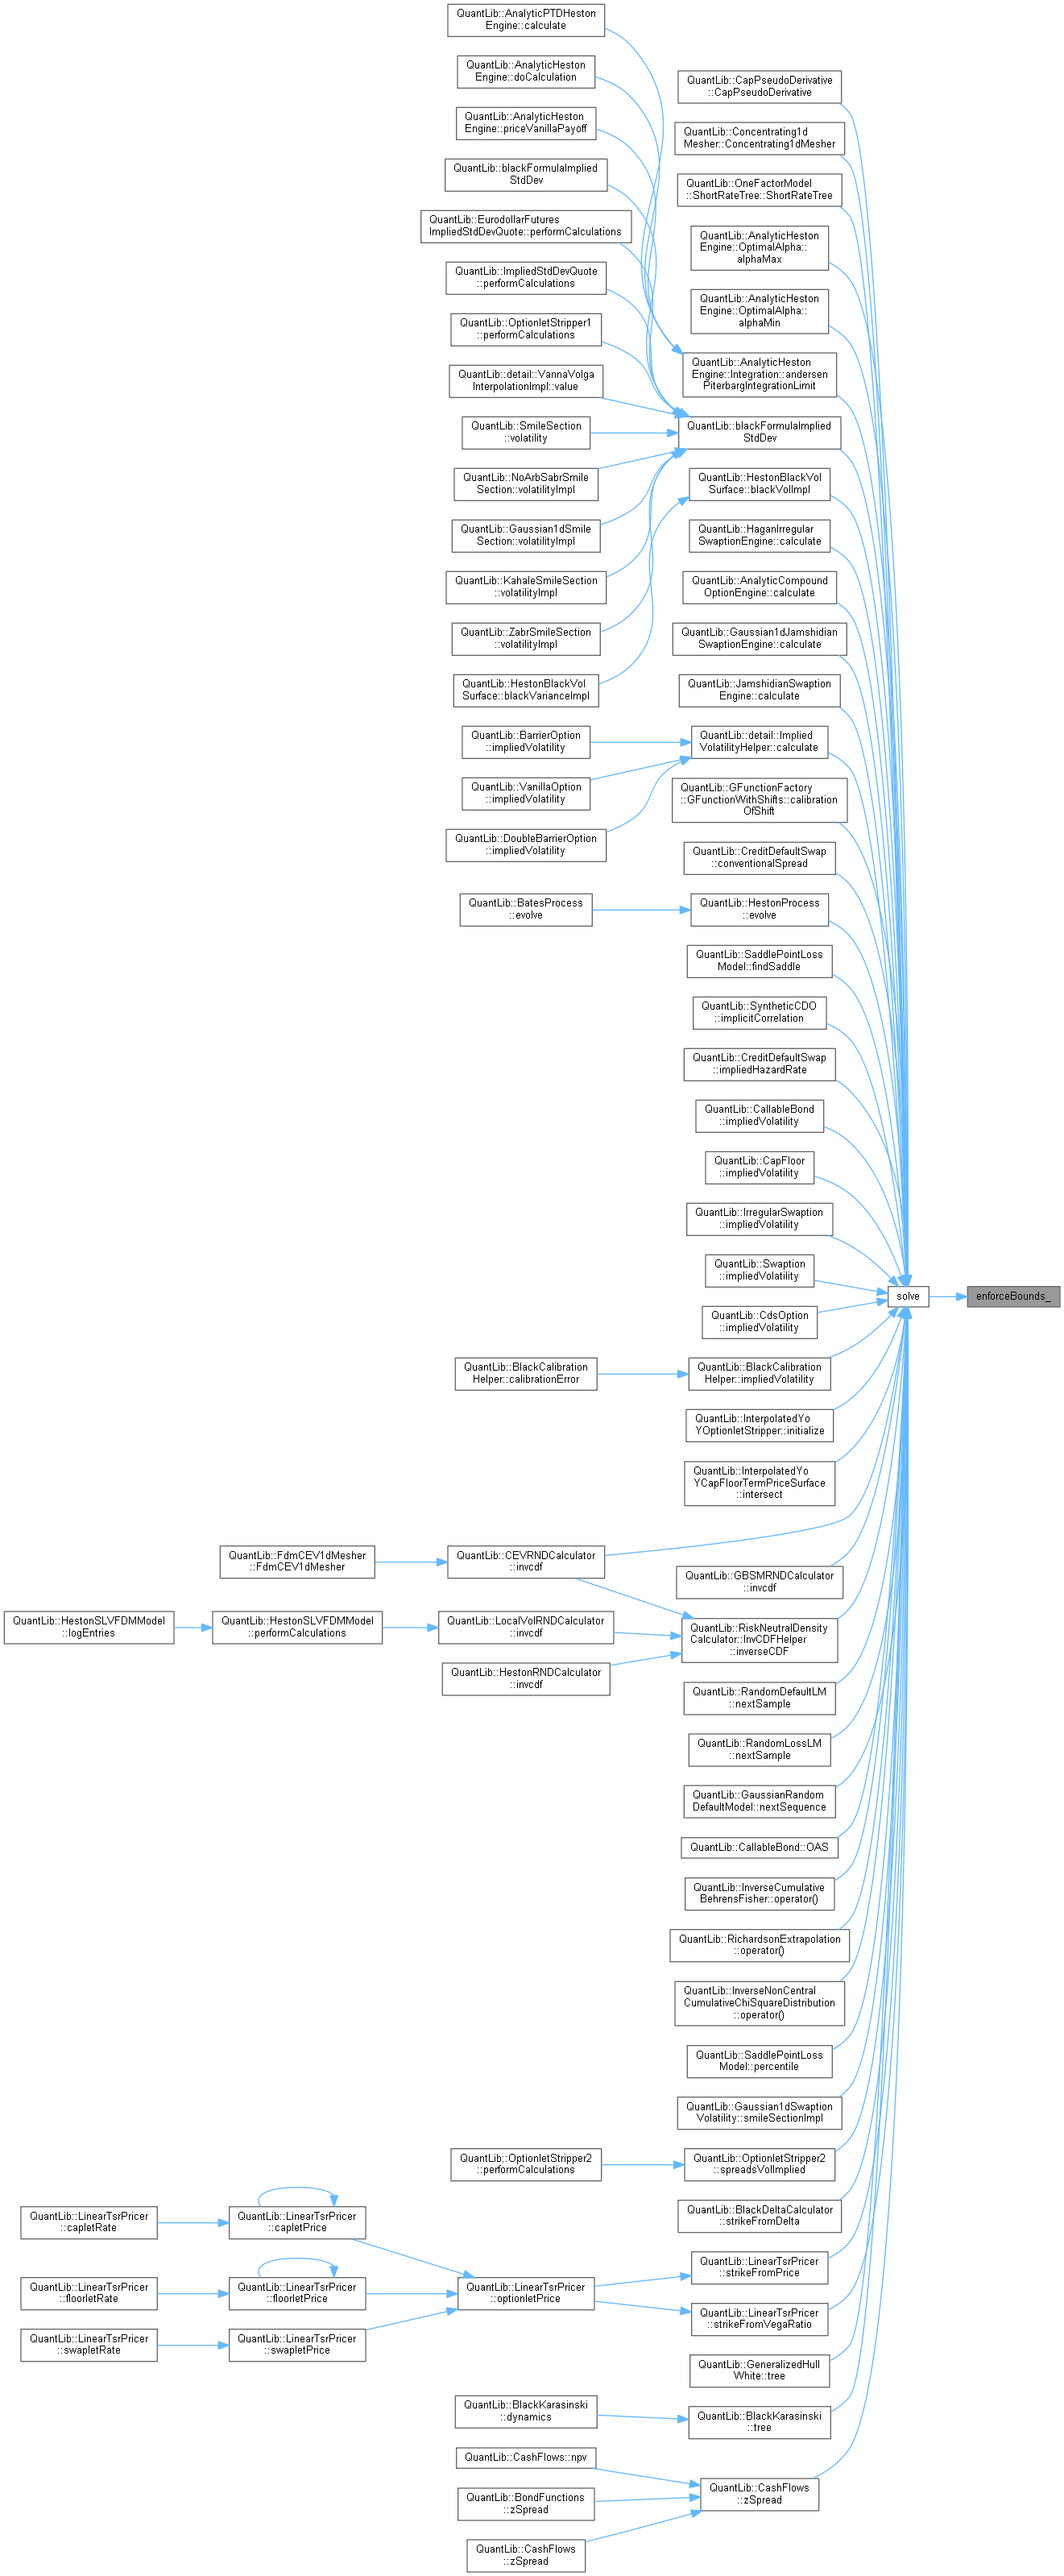 QuantLib::AnalyticPTDHeston
Engine::calculate
QuantLib::AnalyticHeston
Engine::doCalculation
QuantLib::AnalyticHeston
Engine::priceVanillaPayoff
QuantLib::blackFormulaImplied
StdDev
QuantLib::EurodollarFutures
ImpliedStdDevQuote::performCalculations
QuantLib::ImpliedStdDevQuote
::performCalculations
QuantLib::OptionletStripper1
::performCalculations
QuantLib::detail::VannaVolga
InterpolationImpl::value
QuantLib::SmileSection
::volatility
QuantLib::NoArbSabrSmile
Section::volatilityImpl
QuantLib::Gaussian1dSmile
Section::volatilityImpl
QuantLib::KahaleSmileSection
::volatilityImpl
QuantLib::ZabrSmileSection
::volatilityImpl
QuantLib::HestonBlackVol
Surface::blackVarianceImpl
QuantLib::BarrierOption
::impliedVolatility
QuantLib::VanillaOption
::impliedVolatility
QuantLib::DoubleBarrierOption
::impliedVolatility
QuantLib::BatesProcess
::evolve
QuantLib::BlackCalibration
Helper::calibrationError
QuantLib::FdmCEV1dMesher
::FdmCEV1dMesher
QuantLib::CEVRNDCalculator
::invcdf
QuantLib::HestonSLVFDMModel
::logEntries
QuantLib::HestonSLVFDMModel
::performCalculations
QuantLib::LocalVolRNDCalculator
::invcdf
QuantLib::HestonRNDCalculator
::invcdf
QuantLib::OptionletStripper2
::performCalculations
QuantLib::LinearTsrPricer
::capletRate
QuantLib::LinearTsrPricer
::capletPrice
QuantLib::LinearTsrPricer
::floorletRate
QuantLib::LinearTsrPricer
::floorletPrice
QuantLib::LinearTsrPricer
::optionletPrice
QuantLib::LinearTsrPricer
::swapletRate
QuantLib::LinearTsrPricer
::swapletPrice
QuantLib::BlackKarasinski
::dynamics
QuantLib::CashFlows::npv
QuantLib::BondFunctions
::zSpread
QuantLib::CashFlows
::zSpread
QuantLib::CapPseudoDerivative
::CapPseudoDerivative
QuantLib::Concentrating1d
Mesher::Concentrating1dMesher
QuantLib::OneFactorModel
::ShortRateTree::ShortRateTree
QuantLib::AnalyticHeston
Engine::OptimalAlpha::
alphaMax
QuantLib::AnalyticHeston
Engine::OptimalAlpha::
alphaMin
QuantLib::AnalyticHeston
Engine::Integration::andersen
PiterbargIntegrationLimit
QuantLib::blackFormulaImplied
StdDev
QuantLib::HestonBlackVol
Surface::blackVolImpl
QuantLib::HaganIrregular
SwaptionEngine::calculate
QuantLib::AnalyticCompound
OptionEngine::calculate
QuantLib::Gaussian1dJamshidian
SwaptionEngine::calculate
QuantLib::JamshidianSwaption
Engine::calculate
QuantLib::detail::Implied
VolatilityHelper::calculate
QuantLib::GFunctionFactory
::GFunctionWithShifts::calibration
OfShift
QuantLib::CreditDefaultSwap
::conventionalSpread
QuantLib::HestonProcess
::evolve
QuantLib::SaddlePointLoss
Model::findSaddle
QuantLib::SyntheticCDO
::implicitCorrelation
QuantLib::CreditDefaultSwap
::impliedHazardRate
QuantLib::CallableBond
::impliedVolatility
QuantLib::CapFloor
::impliedVolatility
QuantLib::IrregularSwaption
::impliedVolatility
QuantLib::Swaption
::impliedVolatility
QuantLib::CdsOption
::impliedVolatility
QuantLib::BlackCalibration
Helper::impliedVolatility
QuantLib::InterpolatedYo
YOptionletStripper::initialize
QuantLib::InterpolatedYo
YCapFloorTermPriceSurface
::intersect
QuantLib::GBSMRNDCalculator
::invcdf
QuantLib::RiskNeutralDensity
Calculator::InvCDFHelper
::inverseCDF
QuantLib::RandomDefaultLM
::nextSample
QuantLib::RandomLossLM
::nextSample
QuantLib::GaussianRandom
DefaultModel::nextSequence
QuantLib::CallableBond::OAS
QuantLib::InverseCumulative
BehrensFisher::operator()
QuantLib::RichardsonExtrapolation
::operator()
QuantLib::InverseNonCentral
CumulativeChiSquareDistribution
::operator()
QuantLib::SaddlePointLoss
Model::percentile
QuantLib::Gaussian1dSwaption
Volatility::smileSectionImpl
QuantLib::OptionletStripper2
::spreadsVolImplied
QuantLib::BlackDeltaCalculator
::strikeFromDelta
QuantLib::LinearTsrPricer
::strikeFromPrice
QuantLib::LinearTsrPricer
::strikeFromVegaRatio
QuantLib::GeneralizedHull
White::tree
QuantLib::BlackKarasinski
::tree
QuantLib::CashFlows
::zSpread
solve
enforceBounds_